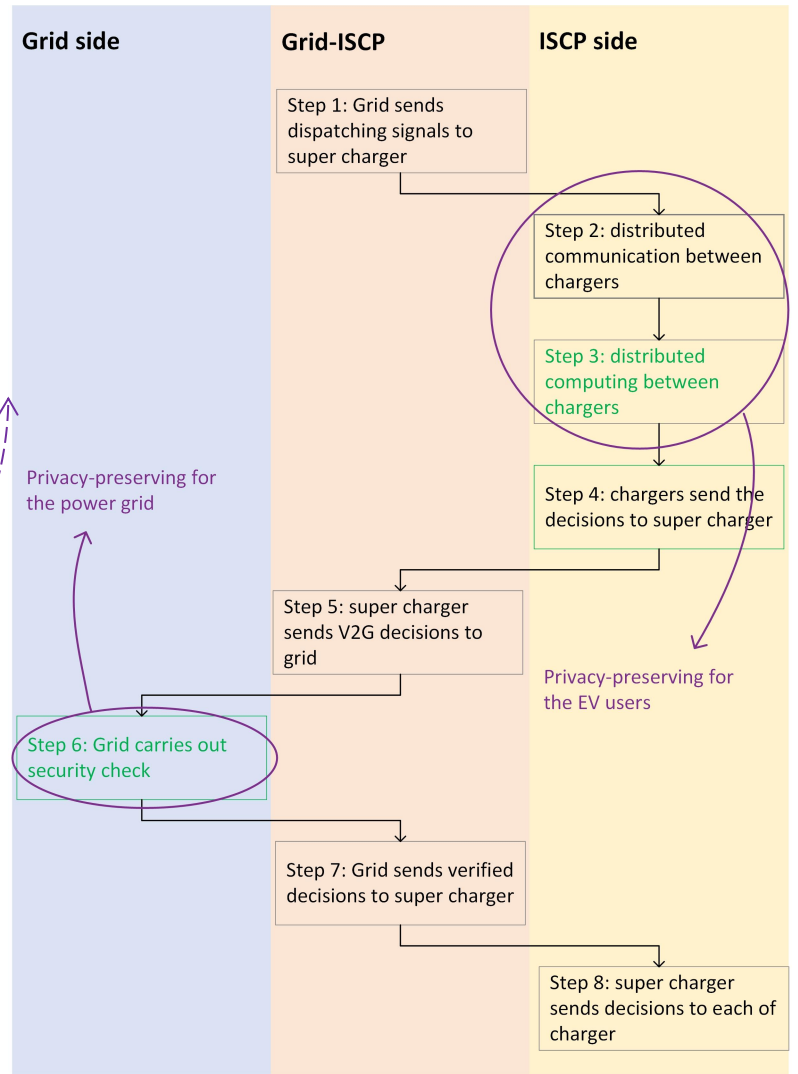 Grid side
Grid-ISCP
ISCP side
Step 1: Grid sends
dispatching signals to
super charger
Step 2: distributed
communication between
chargers
Step 3: distributed
computing between
chargers
Privacy-preserving for
the power grid
Step 4: chargers send the
decisions to super charger
Step 5: super charger
sends V2G decisions to
grid
Privacy-preserving for
the EV users
Step 6: Grid carries out
security check
Step 7: Grid sends verified
decisions to super charger
Step 8: super charger
sends decisions to each of
charger